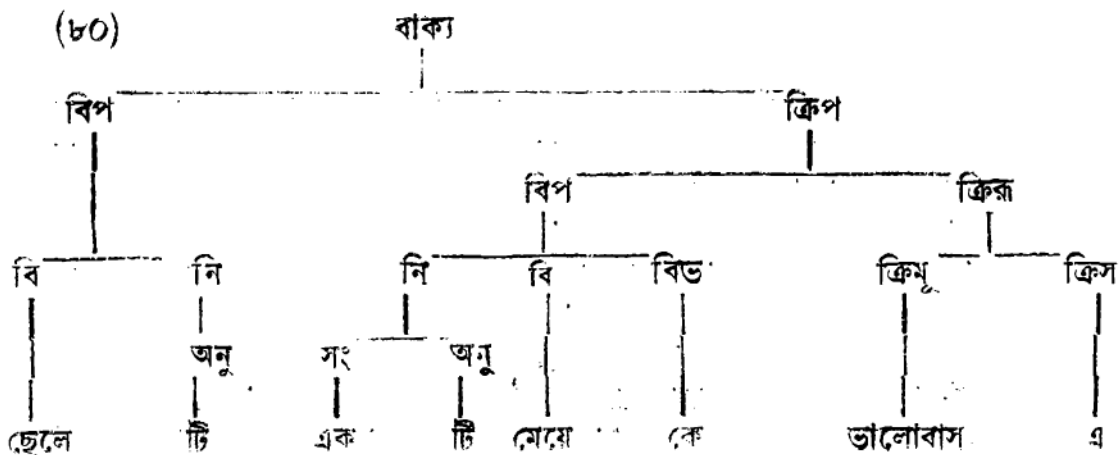 (৮০) বাক্য
বিপ ক্রিপ
বিপ ক্রিরূ
বি নি নি বি বিভ ক্রিমূ ক্রিস
অনু সং অনু
ছেলে টি এক টি মেয়ে কে ভালোবাস এ